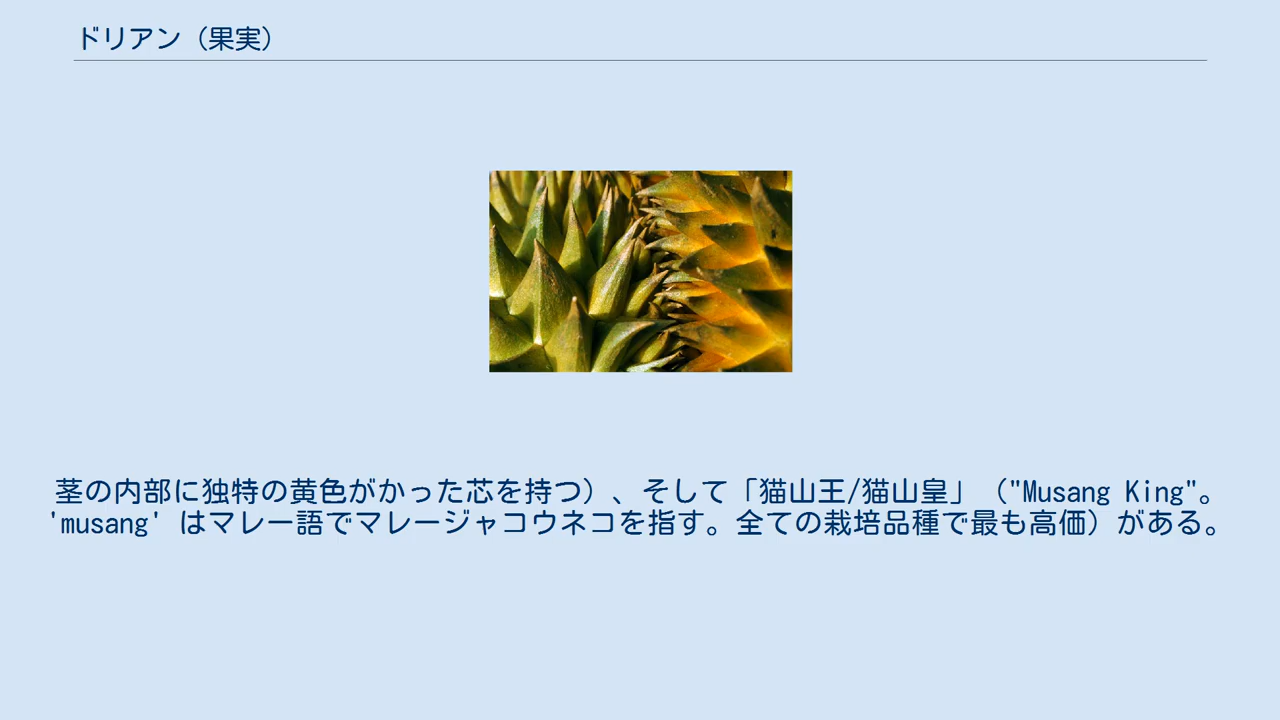 ドリアン（果実）
茎の内部に独特の黄色がかった芯を持つ）、そして「猫山王/猫山皇」（"Musang King"。
'musang' はマレー語でマレージャコウネコを指す。全ての栽培品種で最も高価）がある。